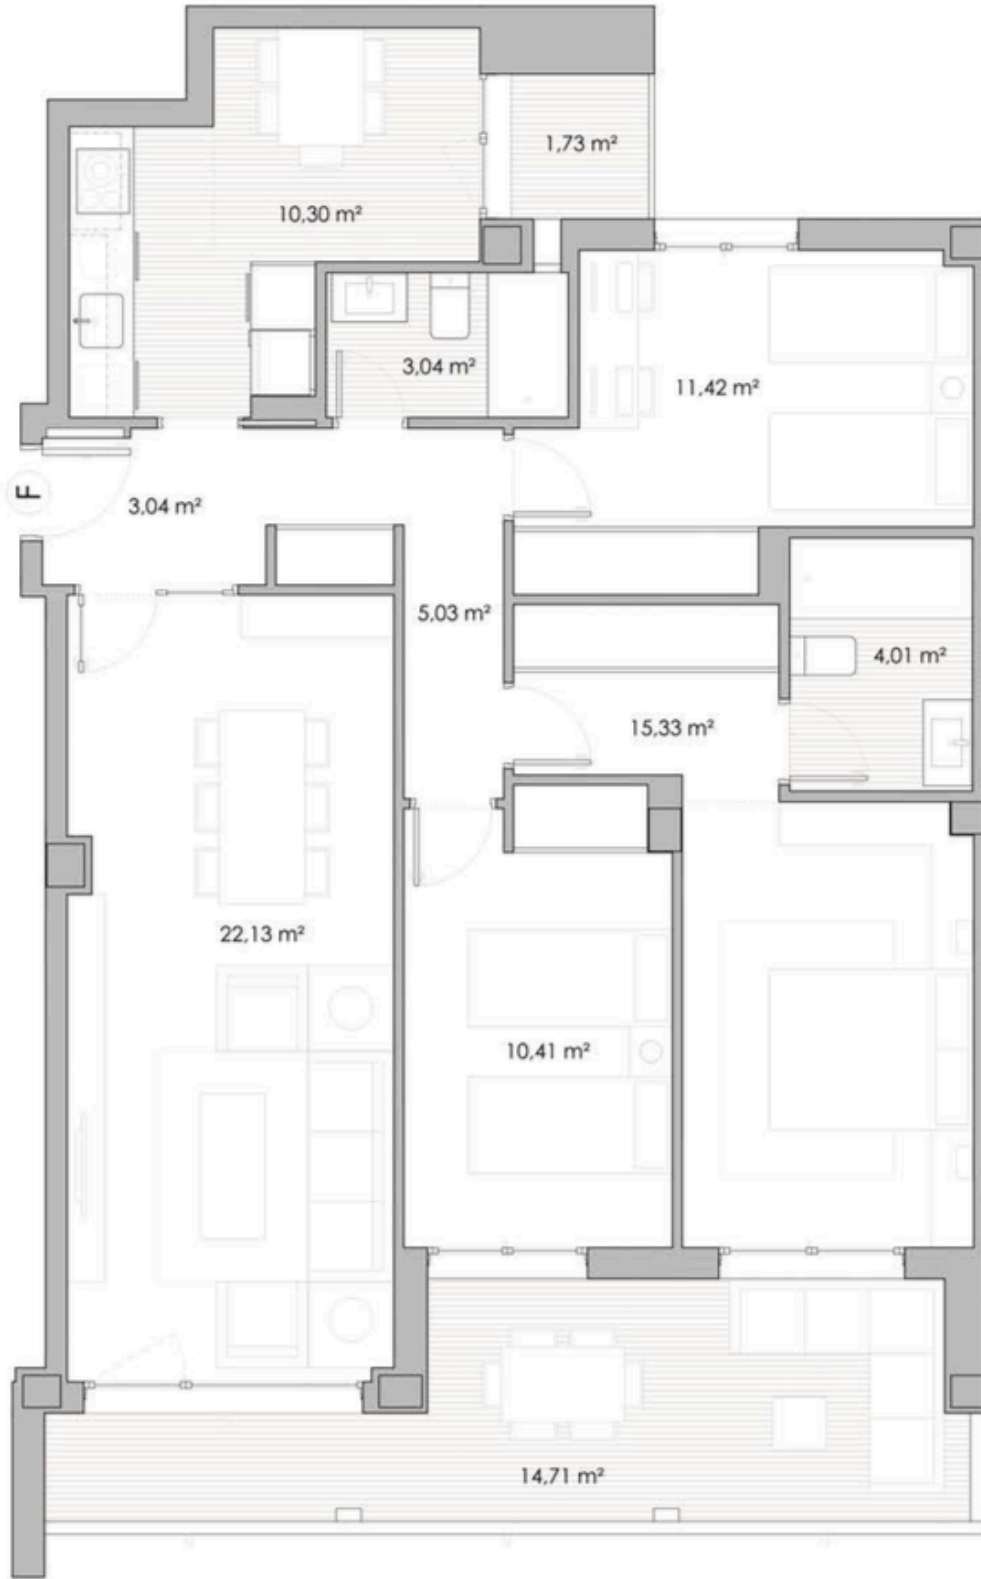 1,73 m²
10,30 m²
3,04 m²
11,42 m²
F
3,04 m²
5,03 m²
4,01 m²
15,33 m²
22,13 m²
10,41 m²
14,71 m²